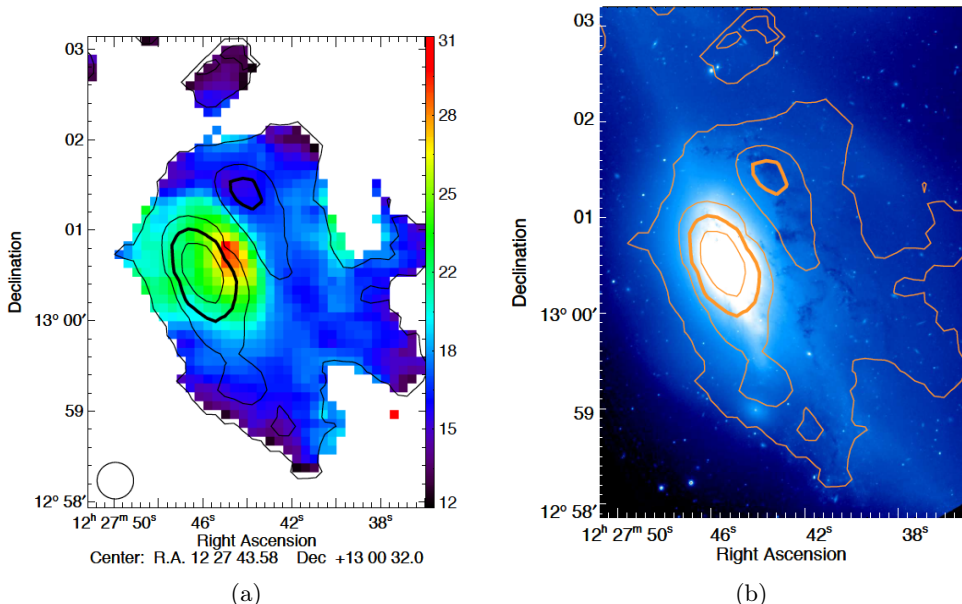 03
02
01
13 00′
59
12 58′
Declination
31
28
25
22
18
15
12
12ʰ 27ᵐ 50ˢ 46ˢ 42ˢ 38ˢ
Right Ascension
Center: R.A. 12 27 43.58 Dec +13 00 32.0
(a)
03
02
01
13 00′
59
12 58′
Declination
12ʰ 27ᵐ 50ˢ 46ˢ 42ˢ 38ˢ
Right Ascension
(b)